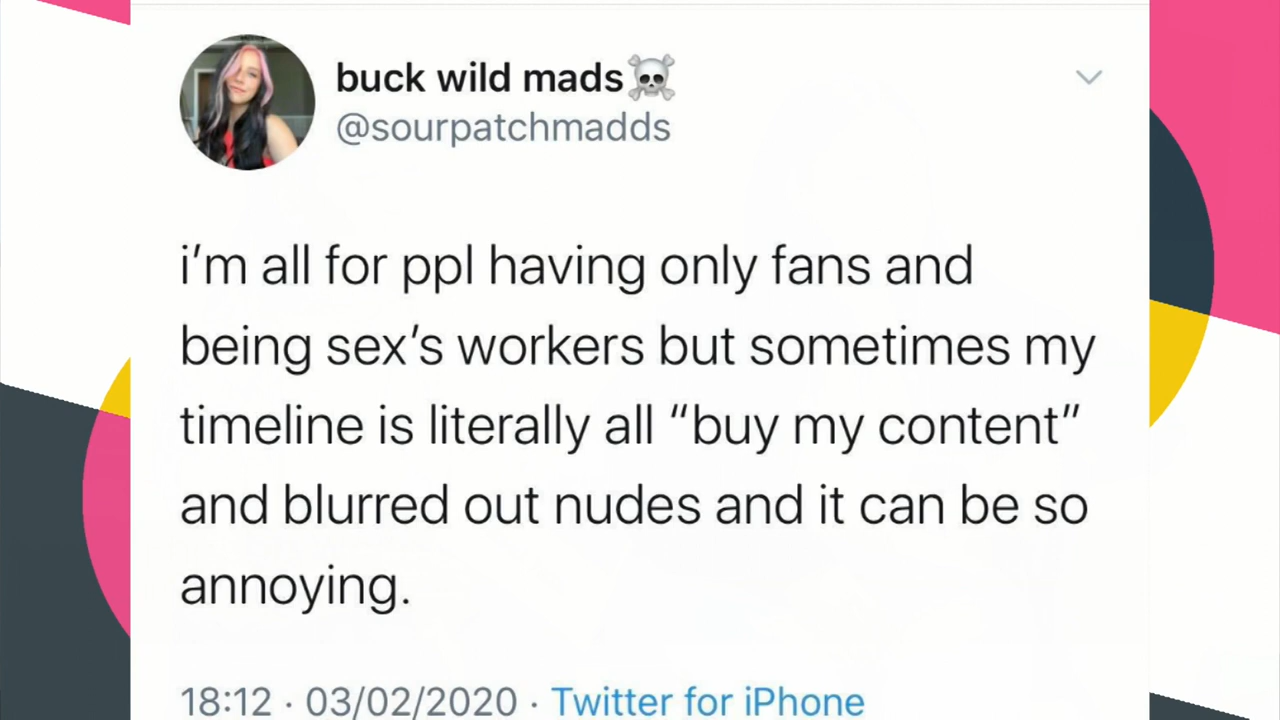 buck wild mads☠️
@sourpatchmadds
i’m all for ppl having only fans and
being sex’s workers but sometimes my
timeline is literally all “buy my content”
and blurred out nudes and it can be so
annoying.
18:12 · 03/02/2020 · Twitter for iPhone